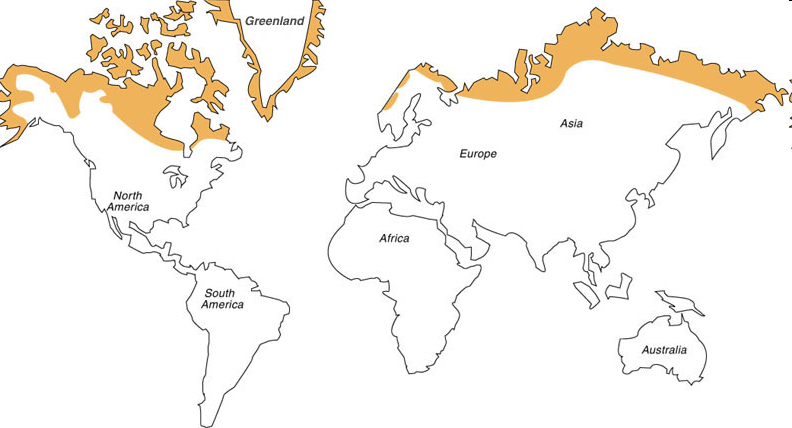 Greenland
Asia
Europe
North
America
Africa
South
America
Australia